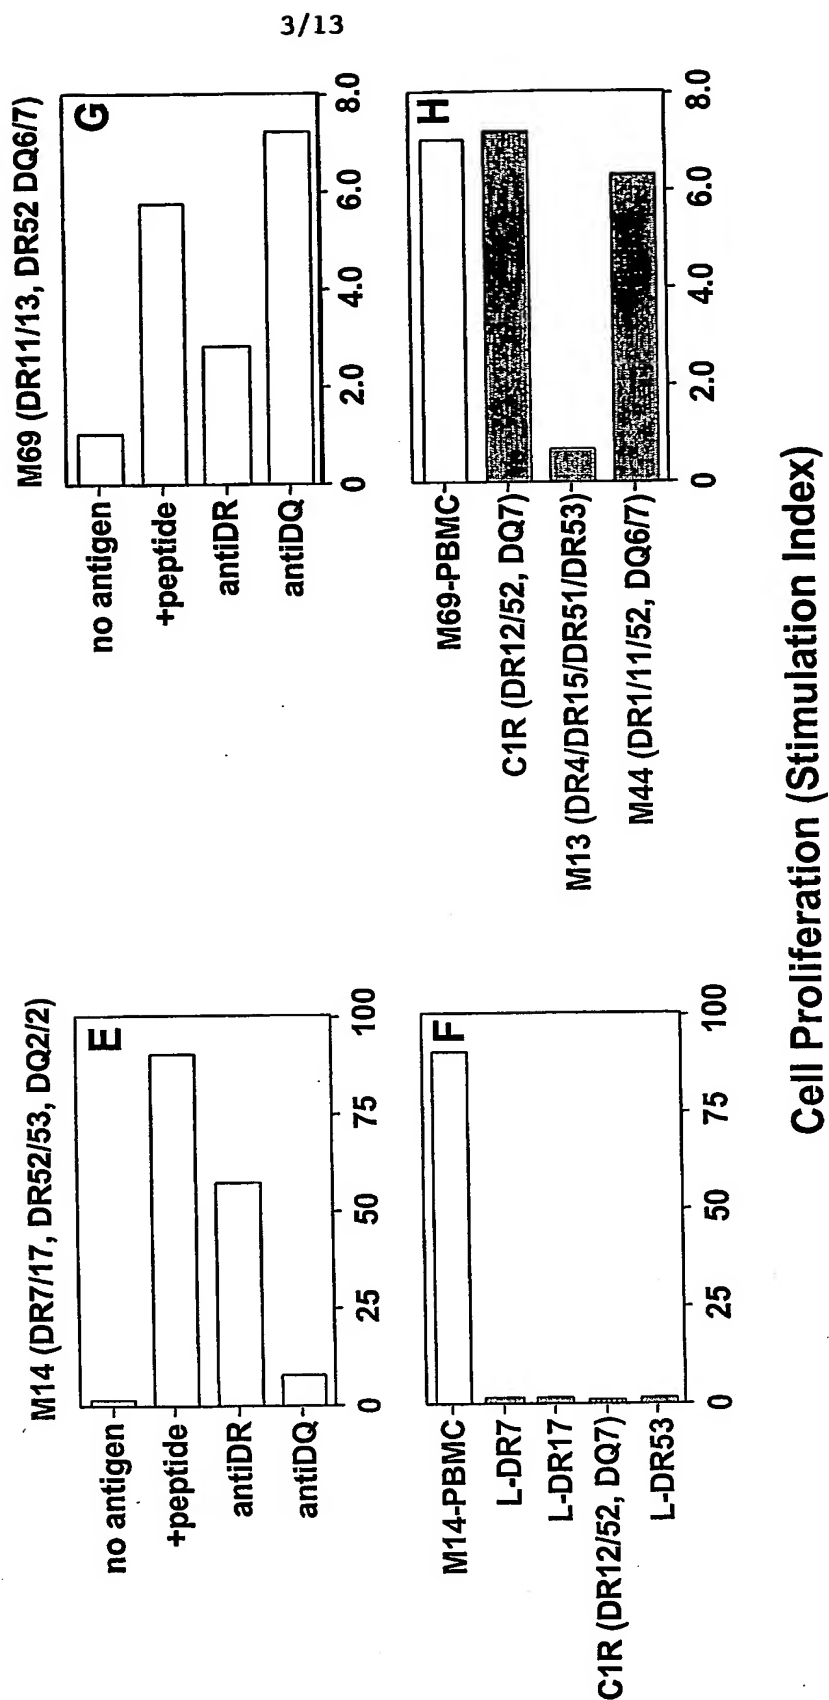 3/13
M14 (DR7/17, DR52/53, DQ2/2)
E
no antigen
+peptide
antiDR
antiDQ
0 25 50 75 100
F
M14-PBMC
L-DR7
L-DR17
C1R (DR12/52, DQ7)
L-DR53
0 25 50 75 100
M69 (DR11/13, DR52 DQ6/7)
G
no antigen
+peptide
antiDR
antiDQ
0 2.0 4.0 6.0 8.0
H
M69-PBMC
C1R (DR12/52, DQ7)
M13 (DR4/DR15/DR51/DR53)
M44 (DR1/11/52, DQ6/7)
0 2.0 4.0 6.0 8.0
Cell Proliferation (Stimulation Index)